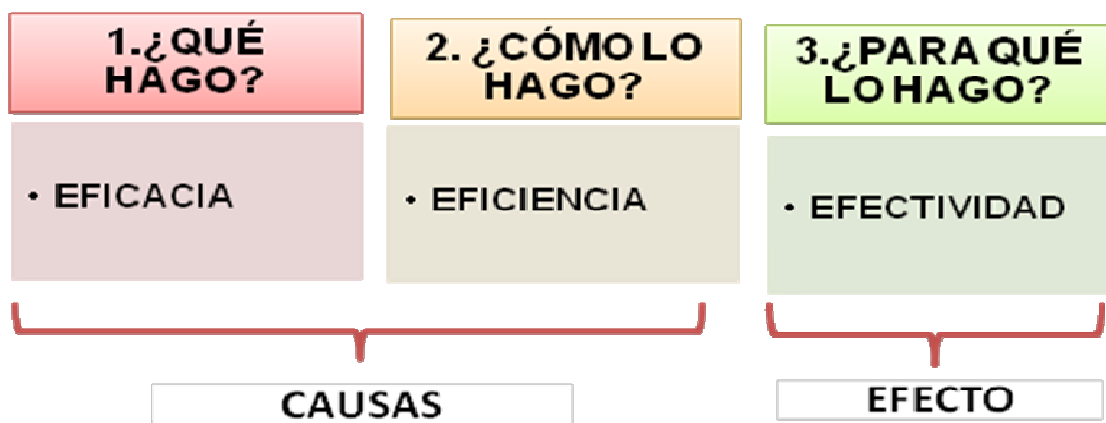 1.¿QUÉ
HAGO?
2. ¿CÓMO LO
HAGO?
3.¿PARA QUÉ
LO HAGO?
• EFICACIA
• EFICIENCIA
• EFECTIVIDAD
CAUSAS
EFECTO